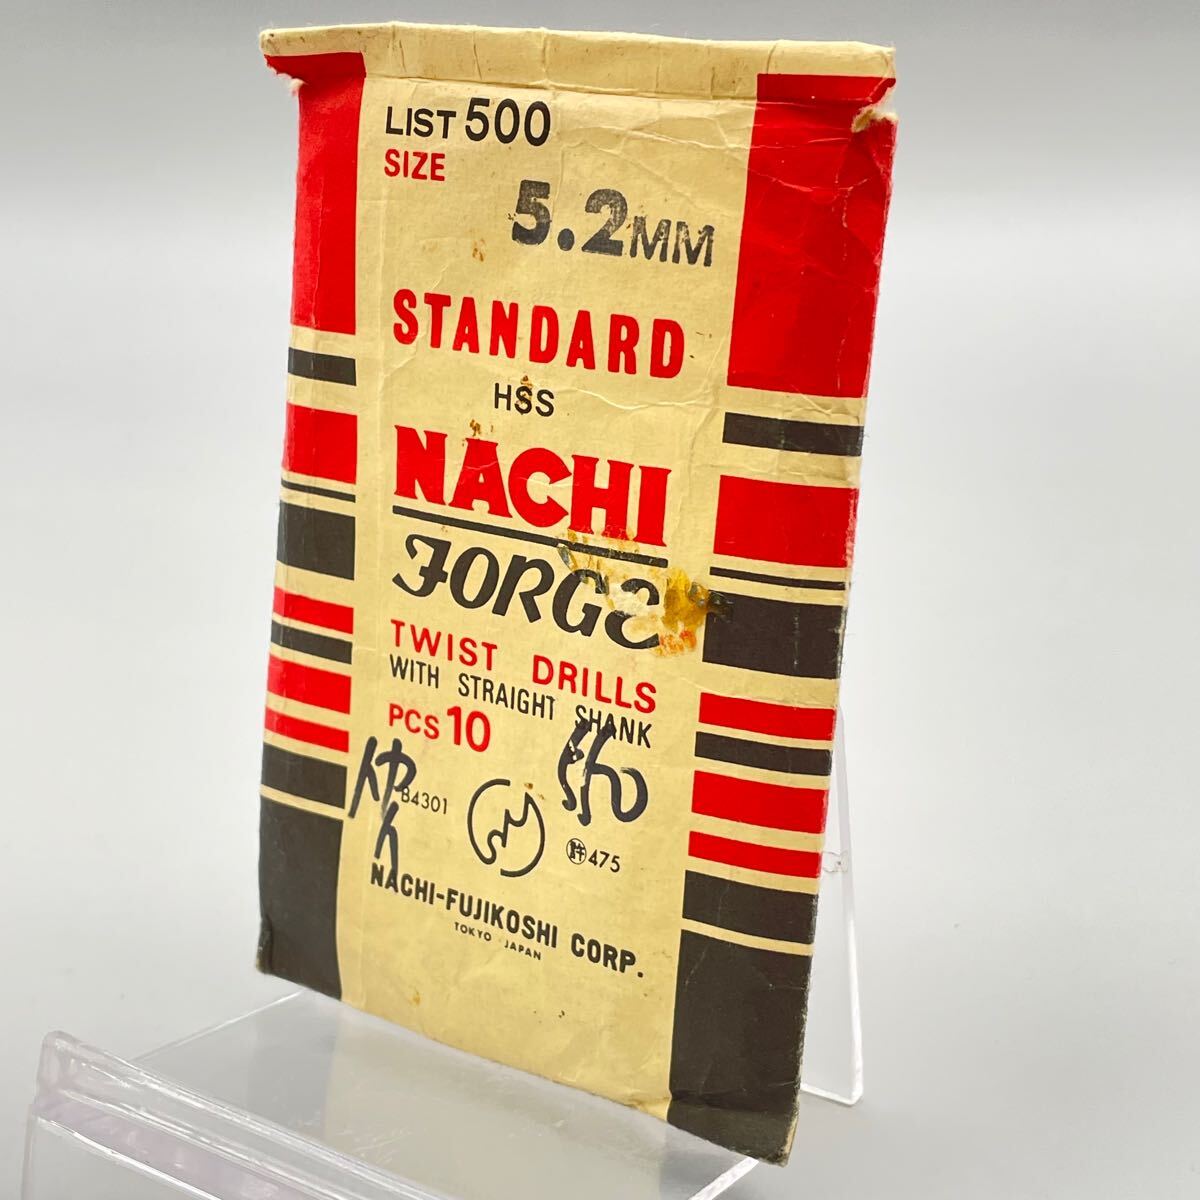 LIST 500
SIZE
5.2MM
STANDARD
HSS
NACHI
FORGE
TWIST DRILLS
WITH STRAIGHT SHANK
PCS 10
B4301
475
NACHI-FUJIKOSHI CORP.
TOKYO JAPAN